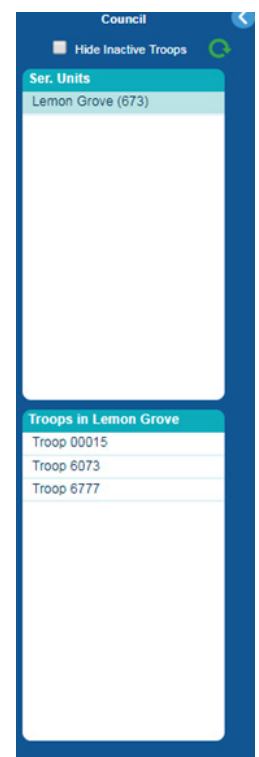 Council
Hide Inactive Troops
Ser. Units
Lemon Grove (673)
Troops in Lemon Grove
Troop 00015
Troop 6073
Troop 6777